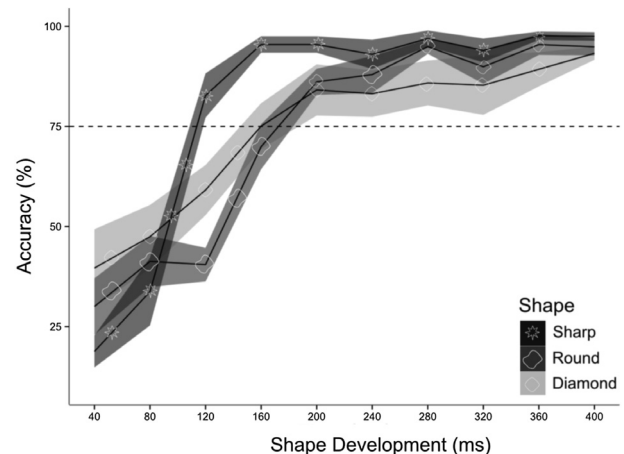 100
75
50
25
Accuracy (%)
40 80 120 160 200 240 280 320 360 400
Shape Development (ms)
Shape
Sharp
Round
Diamond